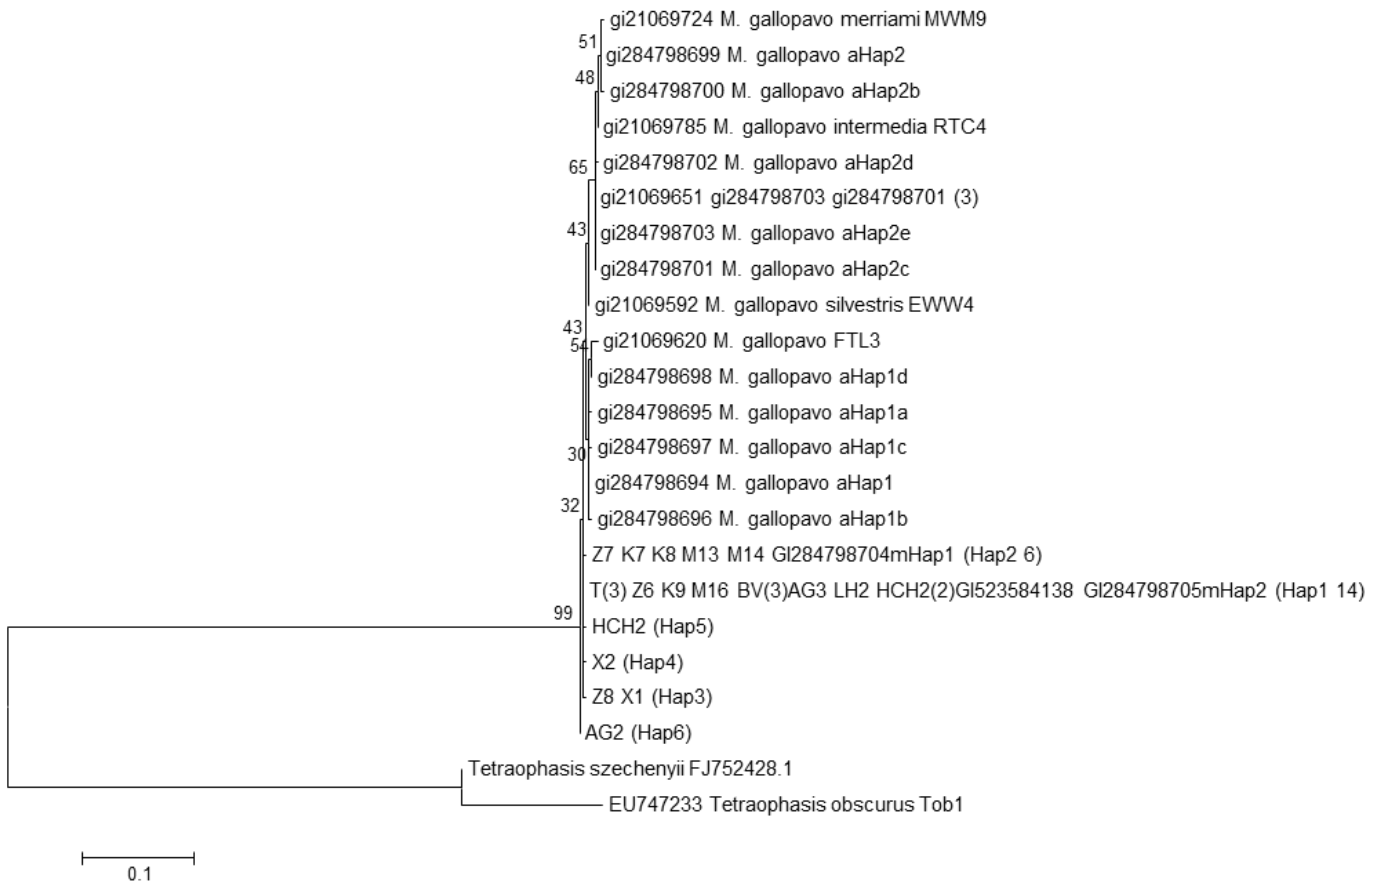 gi21069724 M. gallopavo merriami MWM9
51
gi284798699 M. gallopavo aHap2
48
gi284798700 M. gallopavo aHap2b
gi21069785 M. gallopavo intermedia RTC4
65
gi284798702 M. gallopavo aHap2d
gi21069651 gi284798703 gi284798701 (3)
43
gi284798703 M. gallopavo aHap2e
gi284798701 M. gallopavo aHap2c
gi21069592 M. gallopavo silvestris EWW4
43
54
gi21069620 M. gallopavo FTL3
gi284798698 M. gallopavo aHap1d
gi284798695 M. gallopavo aHap1a
30
gi284798697 M. gallopavo aHap1c
gi284798694 M. gallopavo aHap1
32
gi284798696 M. gallopavo aHap1b
Z7 K7 K8 M13 M14 GI284798704mHap1 (Hap2 6)
T(3) Z6 K9 M16 BV(3)AG3 LH2 HCH2(2)GI523584138 GI284798705mHap2 (Hap1 14)
99
HCH2 (Hap5)
X2 (Hap4)
Z8 X1 (Hap3)
AG2 (Hap6)
Tetraophasis szechenyii FJ752428.1
EU747233 Tetraophasis obscurus Tob1
0.1